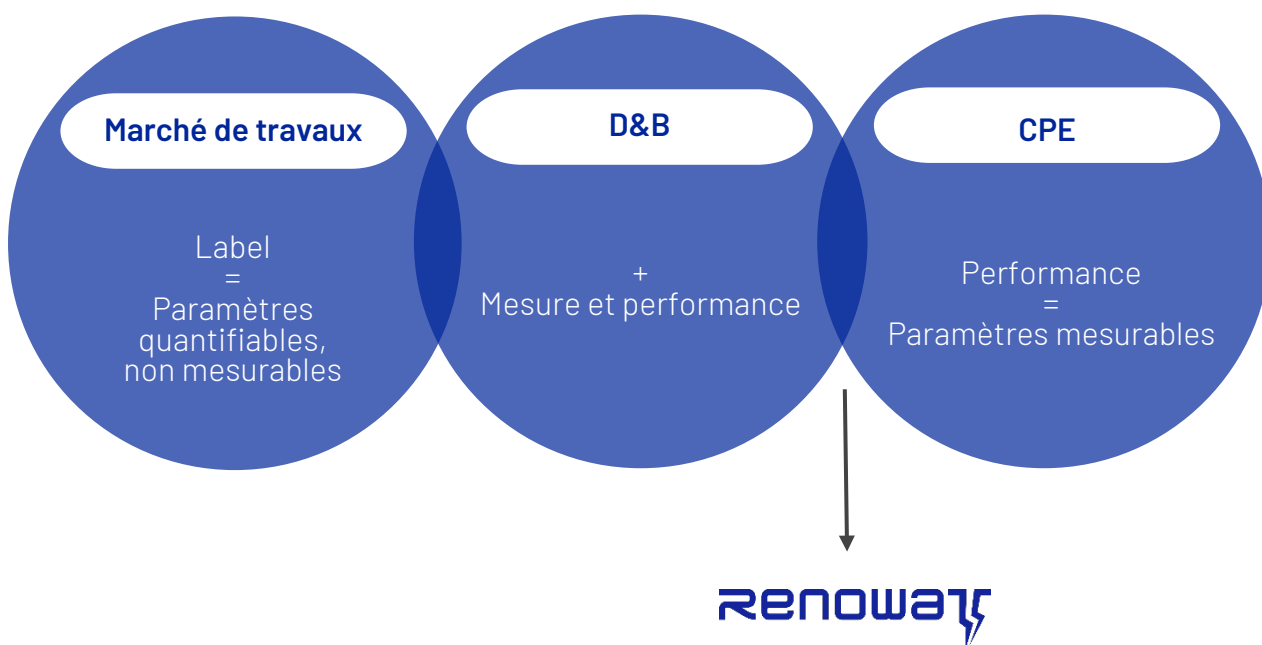 Marché de travaux
Label
=
Paramètres
quantifiables,
non mesurables
D&B
+
Mesure et performance
CPE
Performance
=
Paramètres mesurables
Renowatt